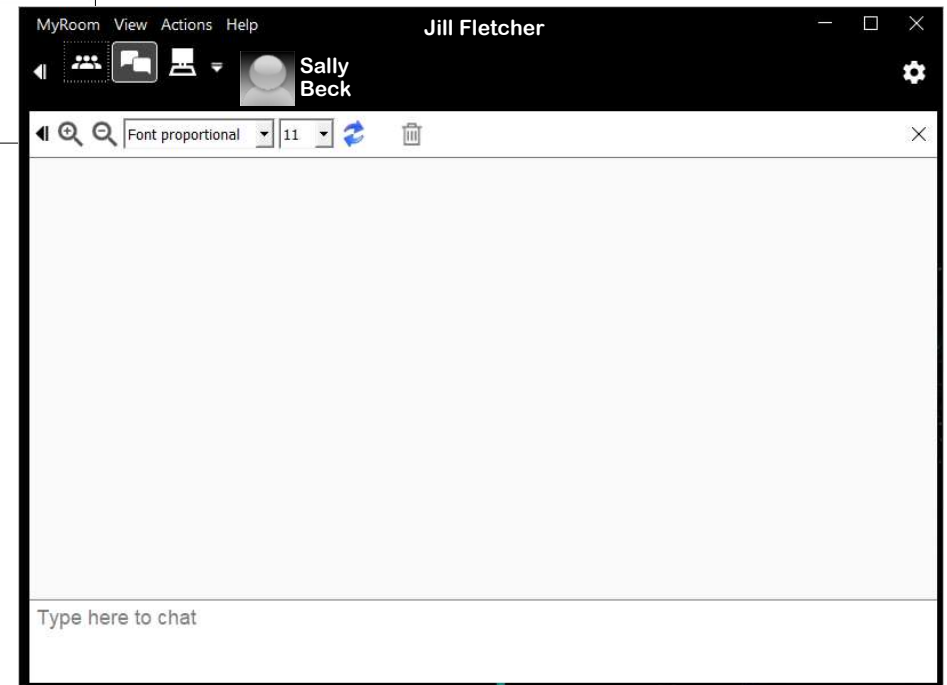 MyRoom View Actions Help Jill Fletcher
Sally
Beck
Font proportional 11
Type here to chat